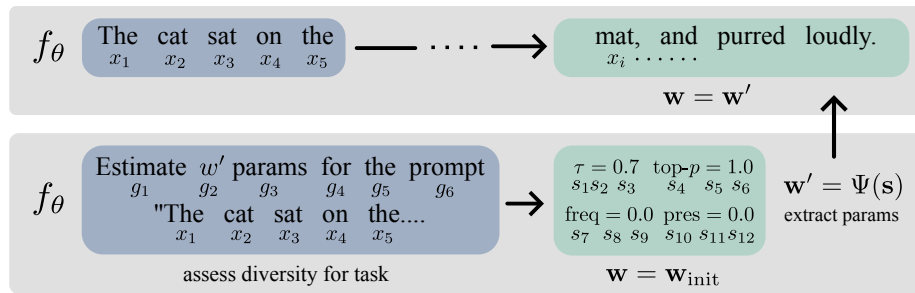 f_θ The cat sat on the ···· mat, and purred loudly.
x_1 x_2 x_3 x_4 x_5 x_i ······
w = w′
f_θ Estimate w′ params for the prompt
g_1 g_2 g_3 g_4 g_5 g_6
"The cat sat on the....
x_1 x_2 x_3 x_4 x_5
assess diversity for task
τ = 0.7 top-p = 1.0
s_1 s_2 s_3 s_4 s_5 s_6
freq = 0.0 pres = 0.0
s_7 s_8 s_9 s_10 s_11 s_12
w = w_init
w′ = Ψ(s)
extract params